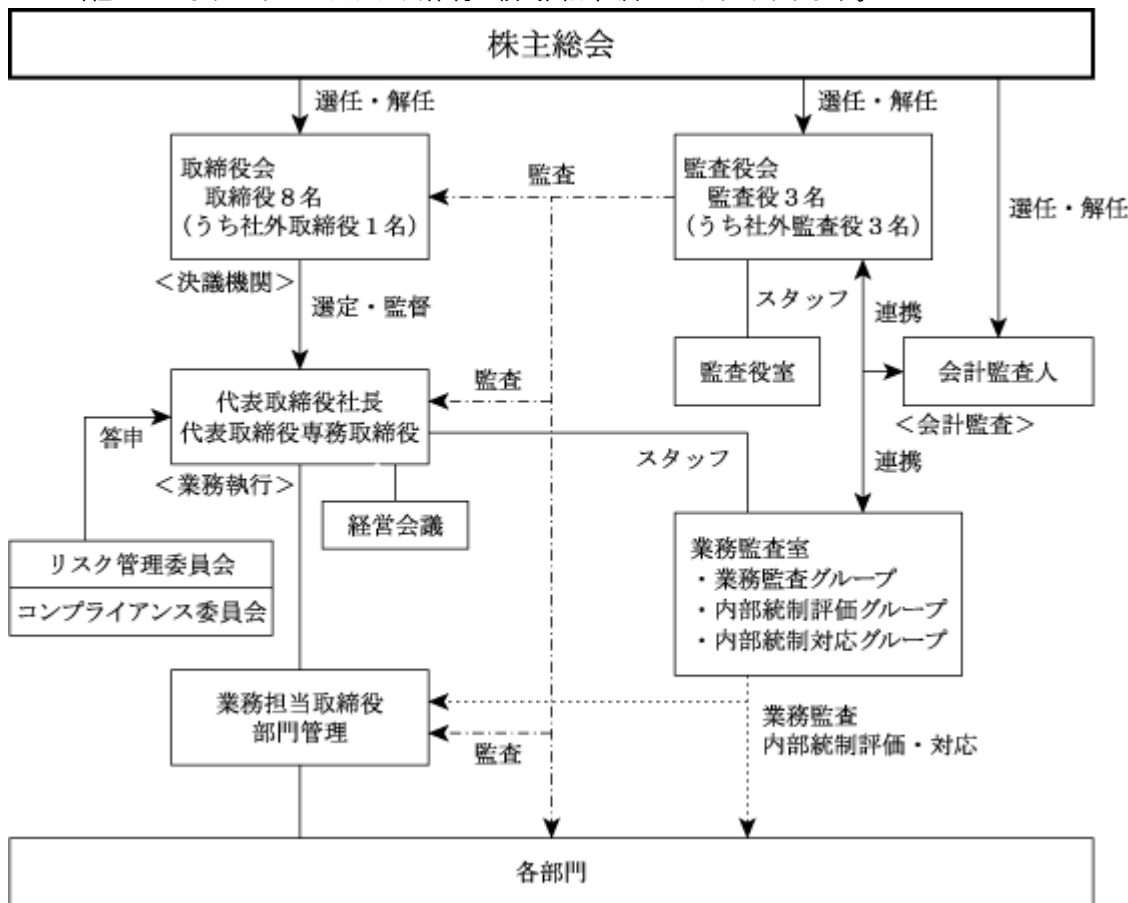 株主総会
選任・解任
選任・解任
取締役会
取締役8名
(うち社外取締役1名)
監査
監査役会
監査役3名
(うち社外監査役3名)
選任・解任
<決議機関>
選定・監督
スタッフ
連携
監査役室
会計監査人
<会計監査>
監査
代表取締役社長
代表取締役専務取締役
答申
<業務執行>
スタッフ
連携
経営会議
リスク管理委員会
コンプライアンス委員会
業務監査室
・業務監査グループ
・内部統制評価グループ
・内部統制対応グループ
業務担当取締役
部門管理
監査
業務監査
内部統制評価・対応
各部門